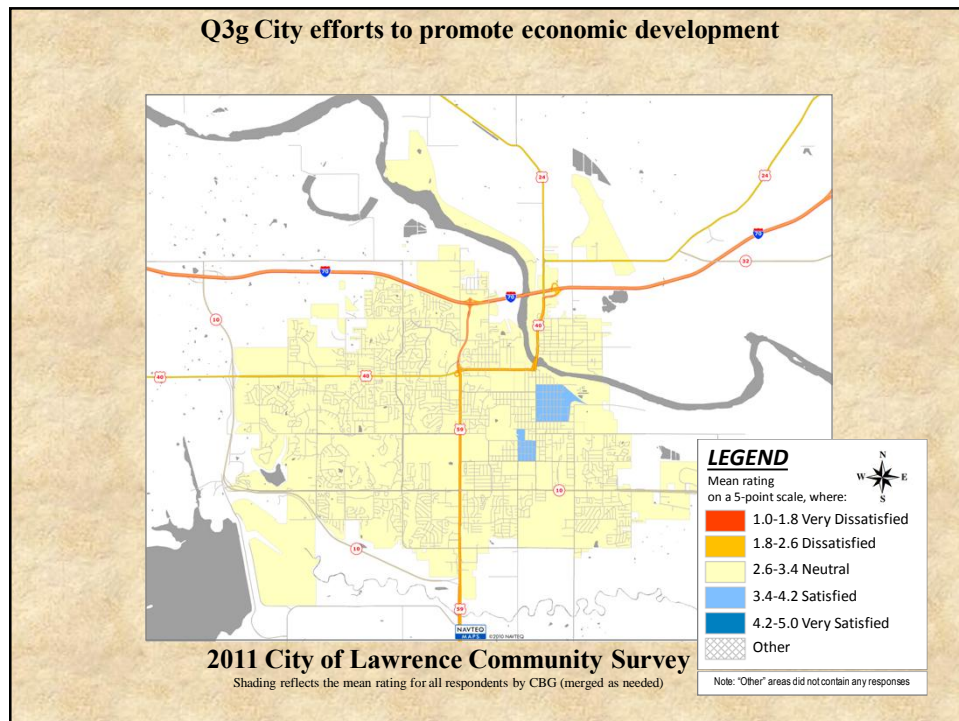 Q3g City efforts to promote economic development
24
24
70
70
32
70
10
40
40
40
59
10
10
59
NAVTEQ
MAPS ©2010 NAVTEQ
LEGEND
Mean rating
on a 5-point scale, where:
N
W E
S
1.0-1.8 Very Dissatisfied
1.8-2.6 Dissatisfied
2.6-3.4 Neutral
3.4-4.2 Satisfied
4.2-5.0 Very Satisfied
Other
Note: "Other" areas did not contain any responses
2011 City of Lawrence Community Survey
Shading reflects the mean rating for all respondents by CBG (merged as needed)